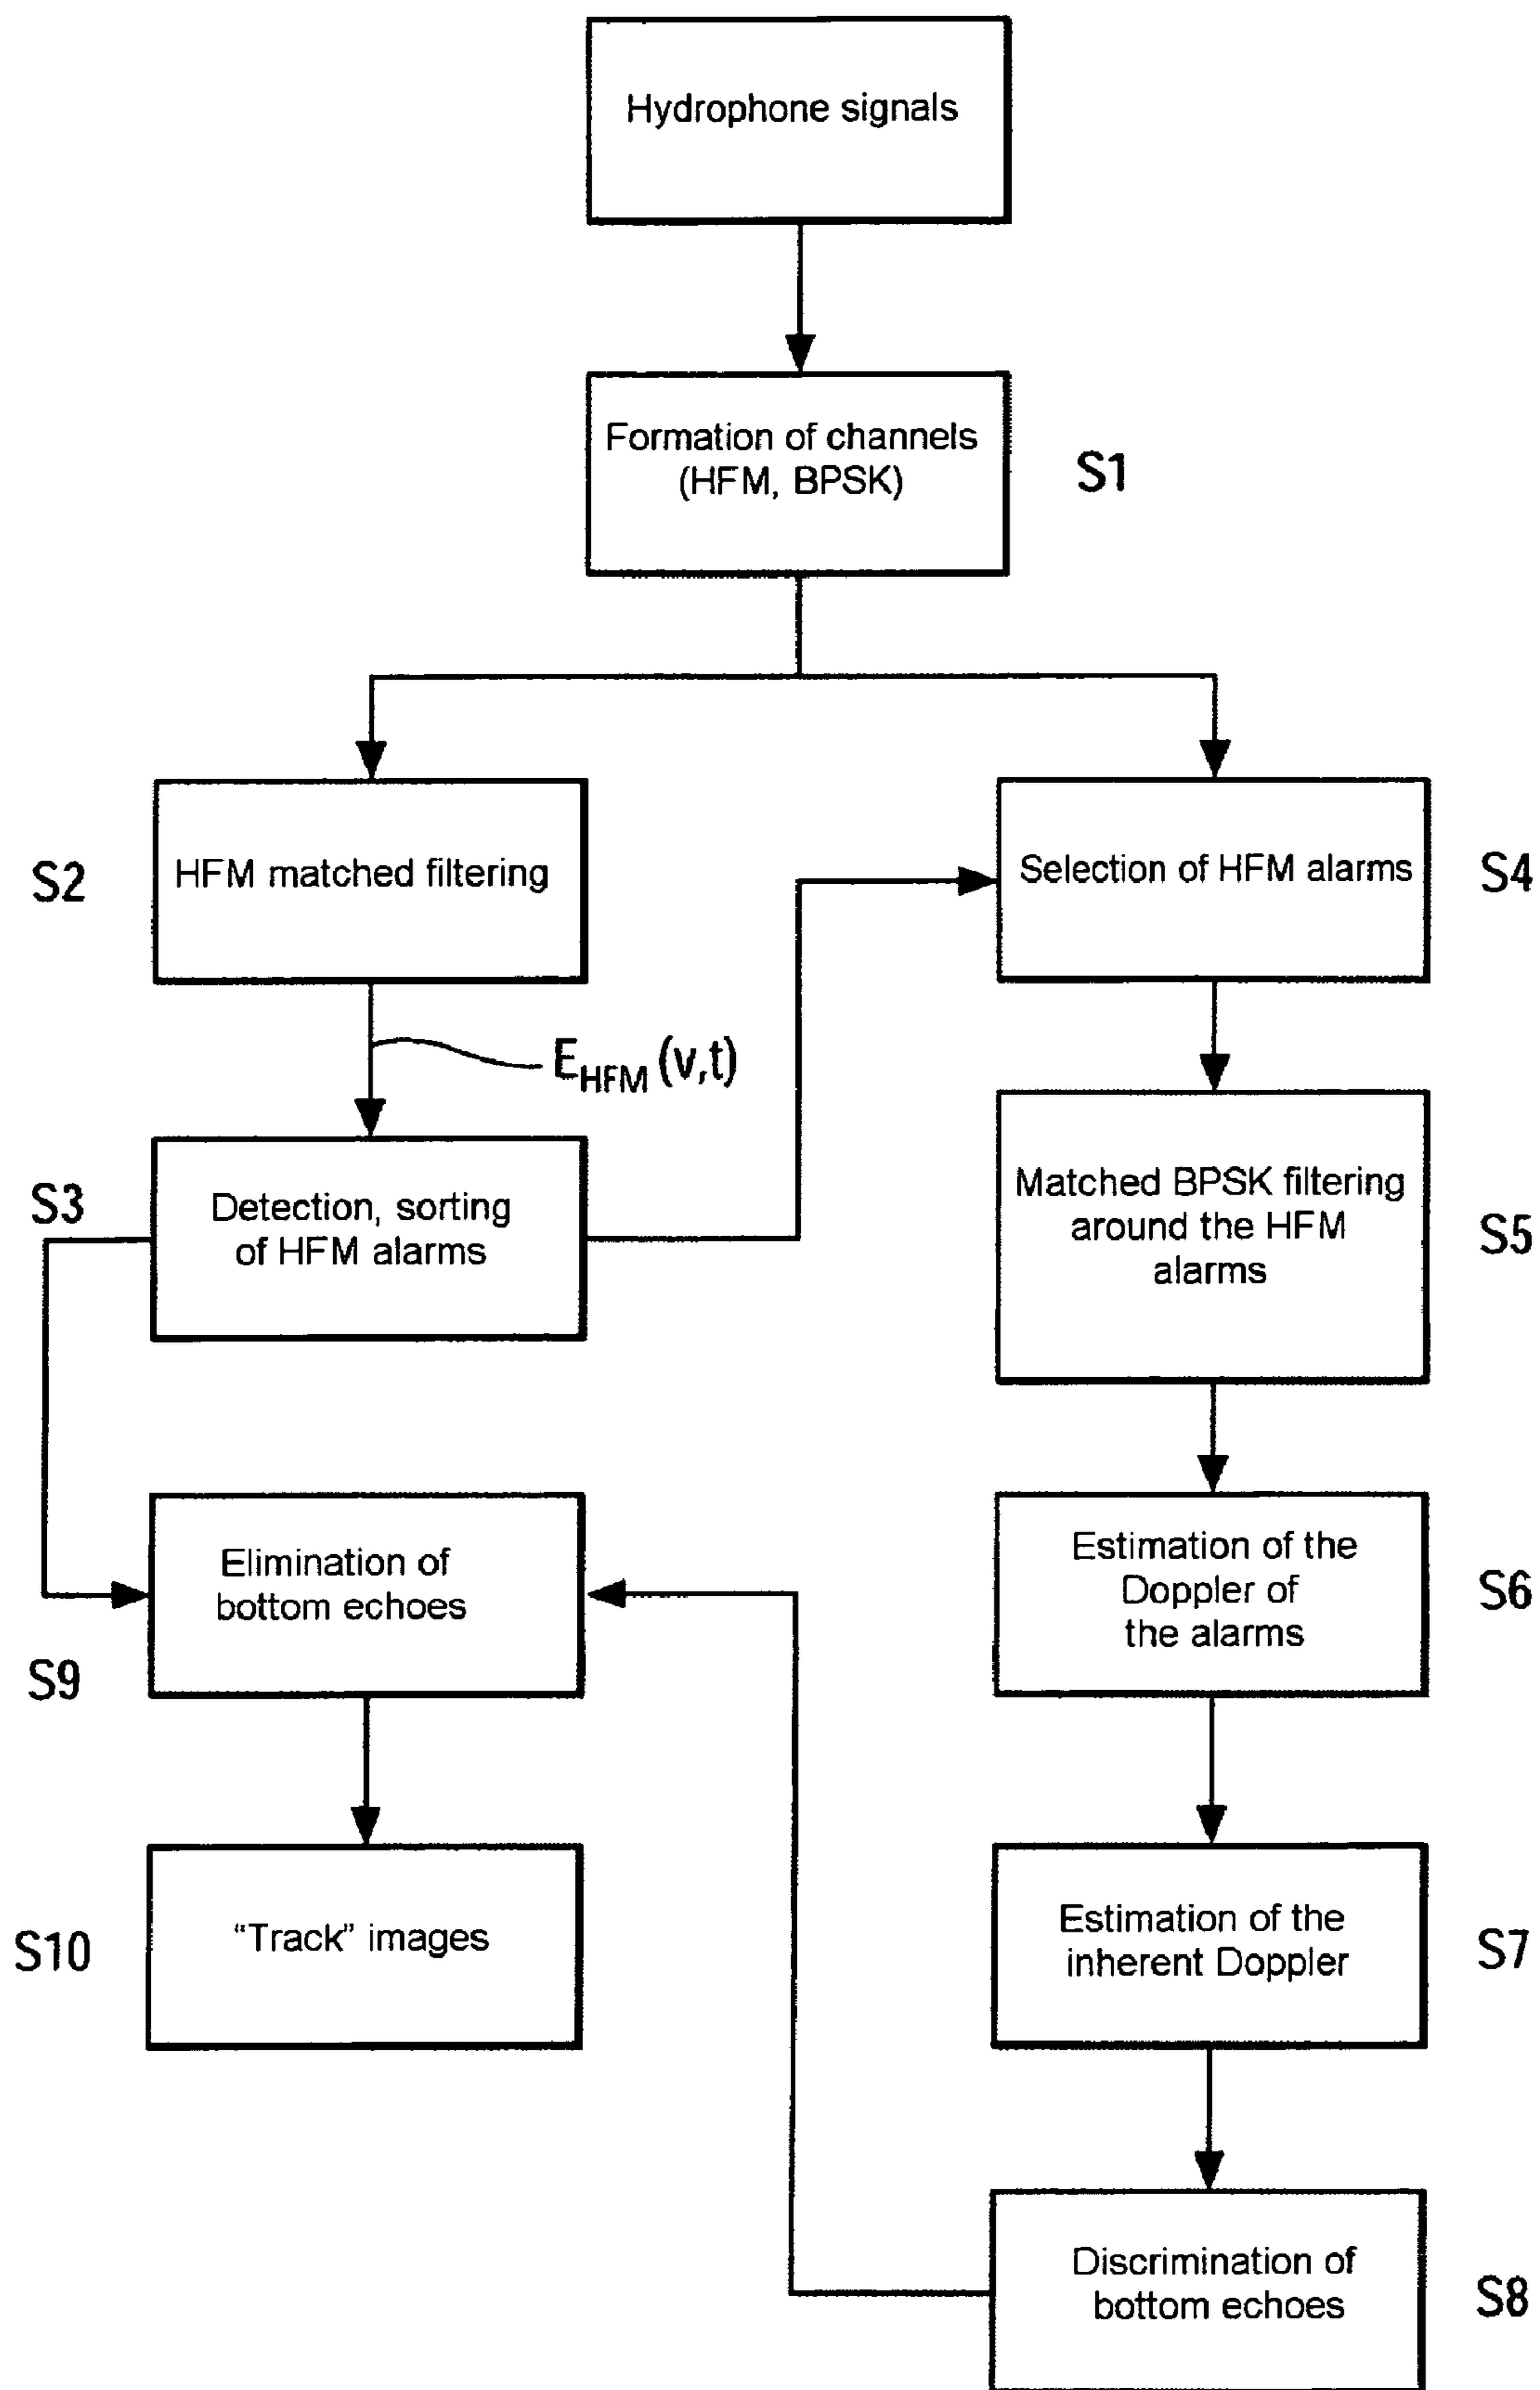 Hydrophone signals
Formation of channels
(HFM, BPSK)
S1
S2
HFM matched filtering
Selection of HFM alarms
S4
E_HFM (v,t)
S3
Detection, sorting
of HFM alarms
Matched BPSK filtering
around the HFM
alarms
S5
Elimination of
bottom echoes
S9
Estimation of the
Doppler of
the alarms
S6
S10
"Track" images
Estimation of the
inherent Doppler
S7
Discrimination of
bottom echoes
S8